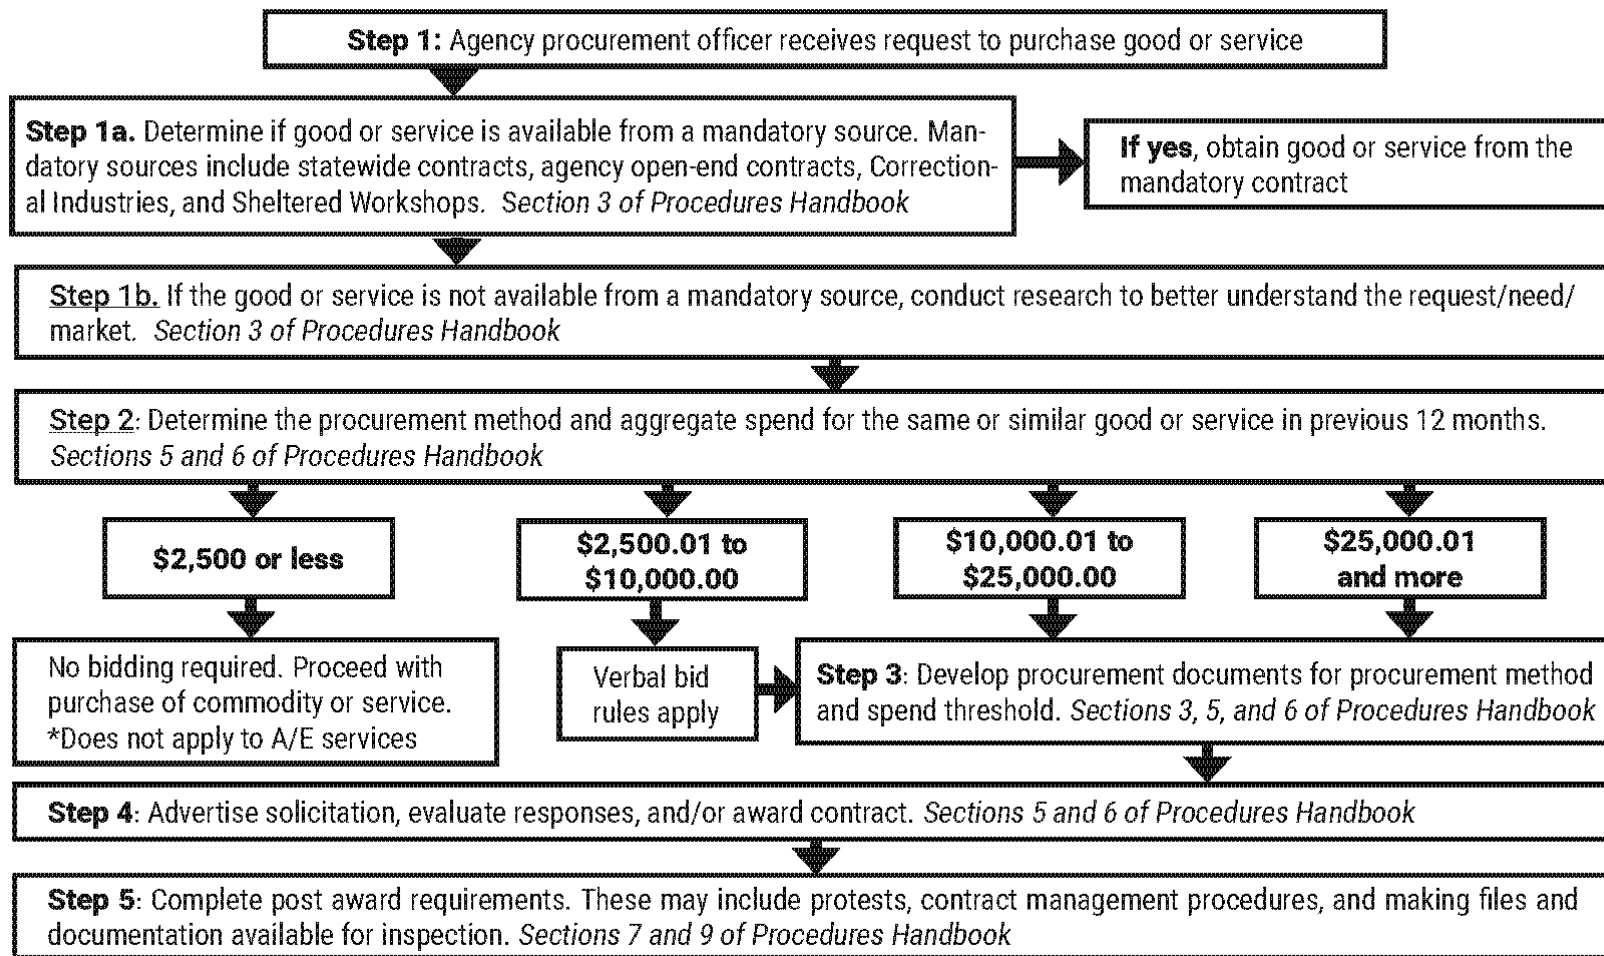 Step 1: Agency procurement officer receives request to purchase good or service
Step 1a. Determine if good or service is available from a mandatory source. Man-
datory sources include statewide contracts, agency open-end contracts, Correction-
al Industries, and Sheltered Workshops. Section 3 of Procedures Handbook
If yes, obtain good or service from the
mandatory contract
Step 1b. If the good or service is not available from a mandatory source, conduct research to better understand the request/need/
market. Section 3 of Procedures Handbook
Step 2: Determine the procurement method and aggregate spend for the same or similar good or service in previous 12 months.
Sections 5 and 6 of Procedures Handbook
$2,500 or less
$2,500.01 to
$10,000.00
$10,000.01 to
$25,000.00
$25,000.01
and more
No bidding required. Proceed with
purchase of commodity or service.
*Does not apply to A/E services
Verbal bid
rules apply
Step 3: Develop procurement documents for procurement method
and spend threshold. Sections 3, 5, and 6 of Procedures Handbook
Step 4: Advertise solicitation, evaluate responses, and/or award contract. Sections 5 and 6 of Procedures Handbook
Step 5: Complete post award requirements. These may include protests, contract management procedures, and making files and
documentation available for inspection. Sections 7 and 9 of Procedures Handbook